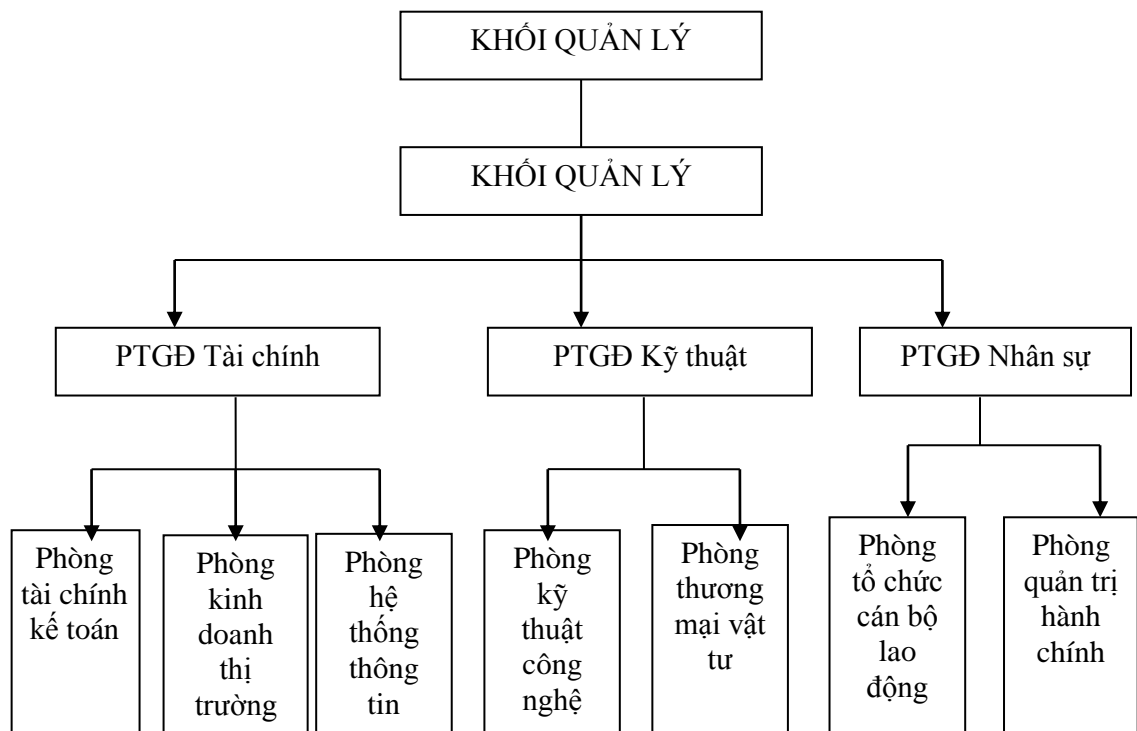 KHỐI QUẢN LÝ
KHỐI QUẢN LÝ
PTGĐ Tài chính
PTGĐ Kỹ thuật
PTGĐ Nhân sự
Phòng
tài chính
kế toán
Phòng
kinh
doanh
thị
trường
Phòng
hệ
thống
thông
tin
Phòng
kỹ
thuật
công
nghệ
Phòng
thương
mại vật
tư
Phòng
tổ chức
cán bộ
lao
động
Phòng
quản trị
hành
chính